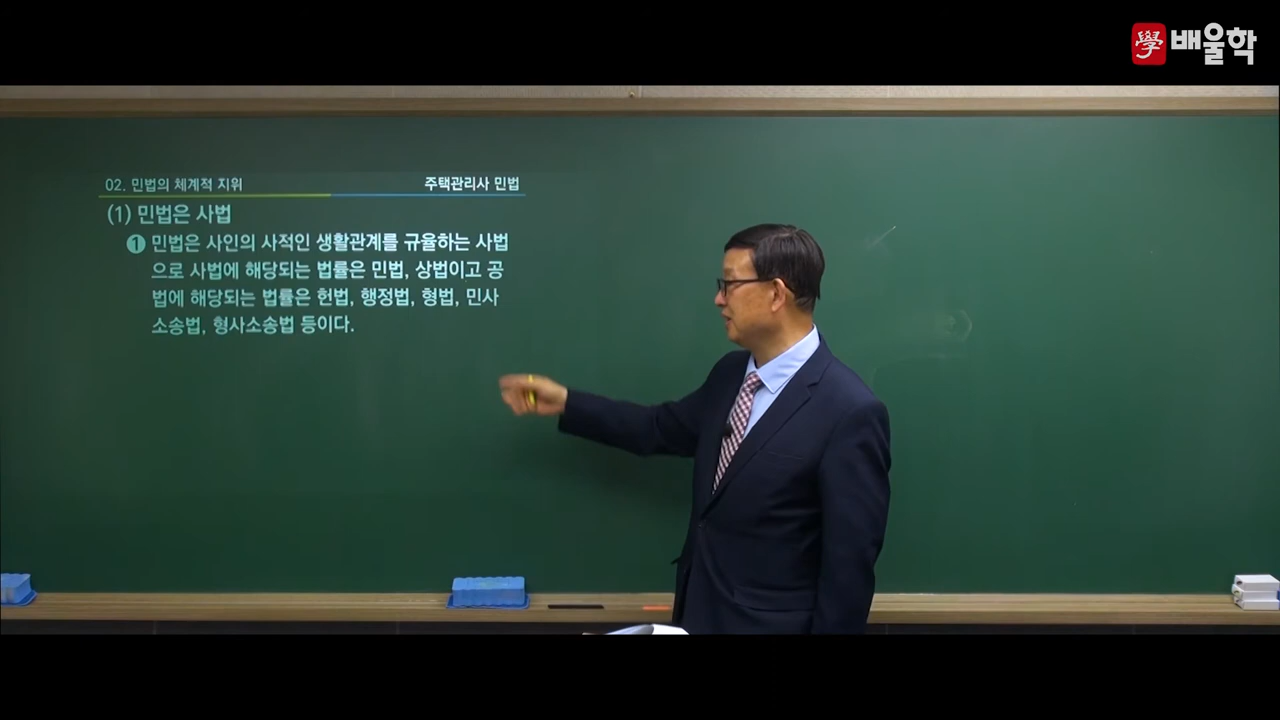 學 배울학
02. 민법의 체계적 지위 주택관리사 민법
(1) 민법은 사법
❶ 민법은 사인의 사적인 생활관계를 규율하는 사법
으로 사법에 해당되는 법률은 민법, 상법이고 공
법에 해당되는 법률은 헌법, 행정법, 형법, 민사
소송법, 형사소송법 등이다.